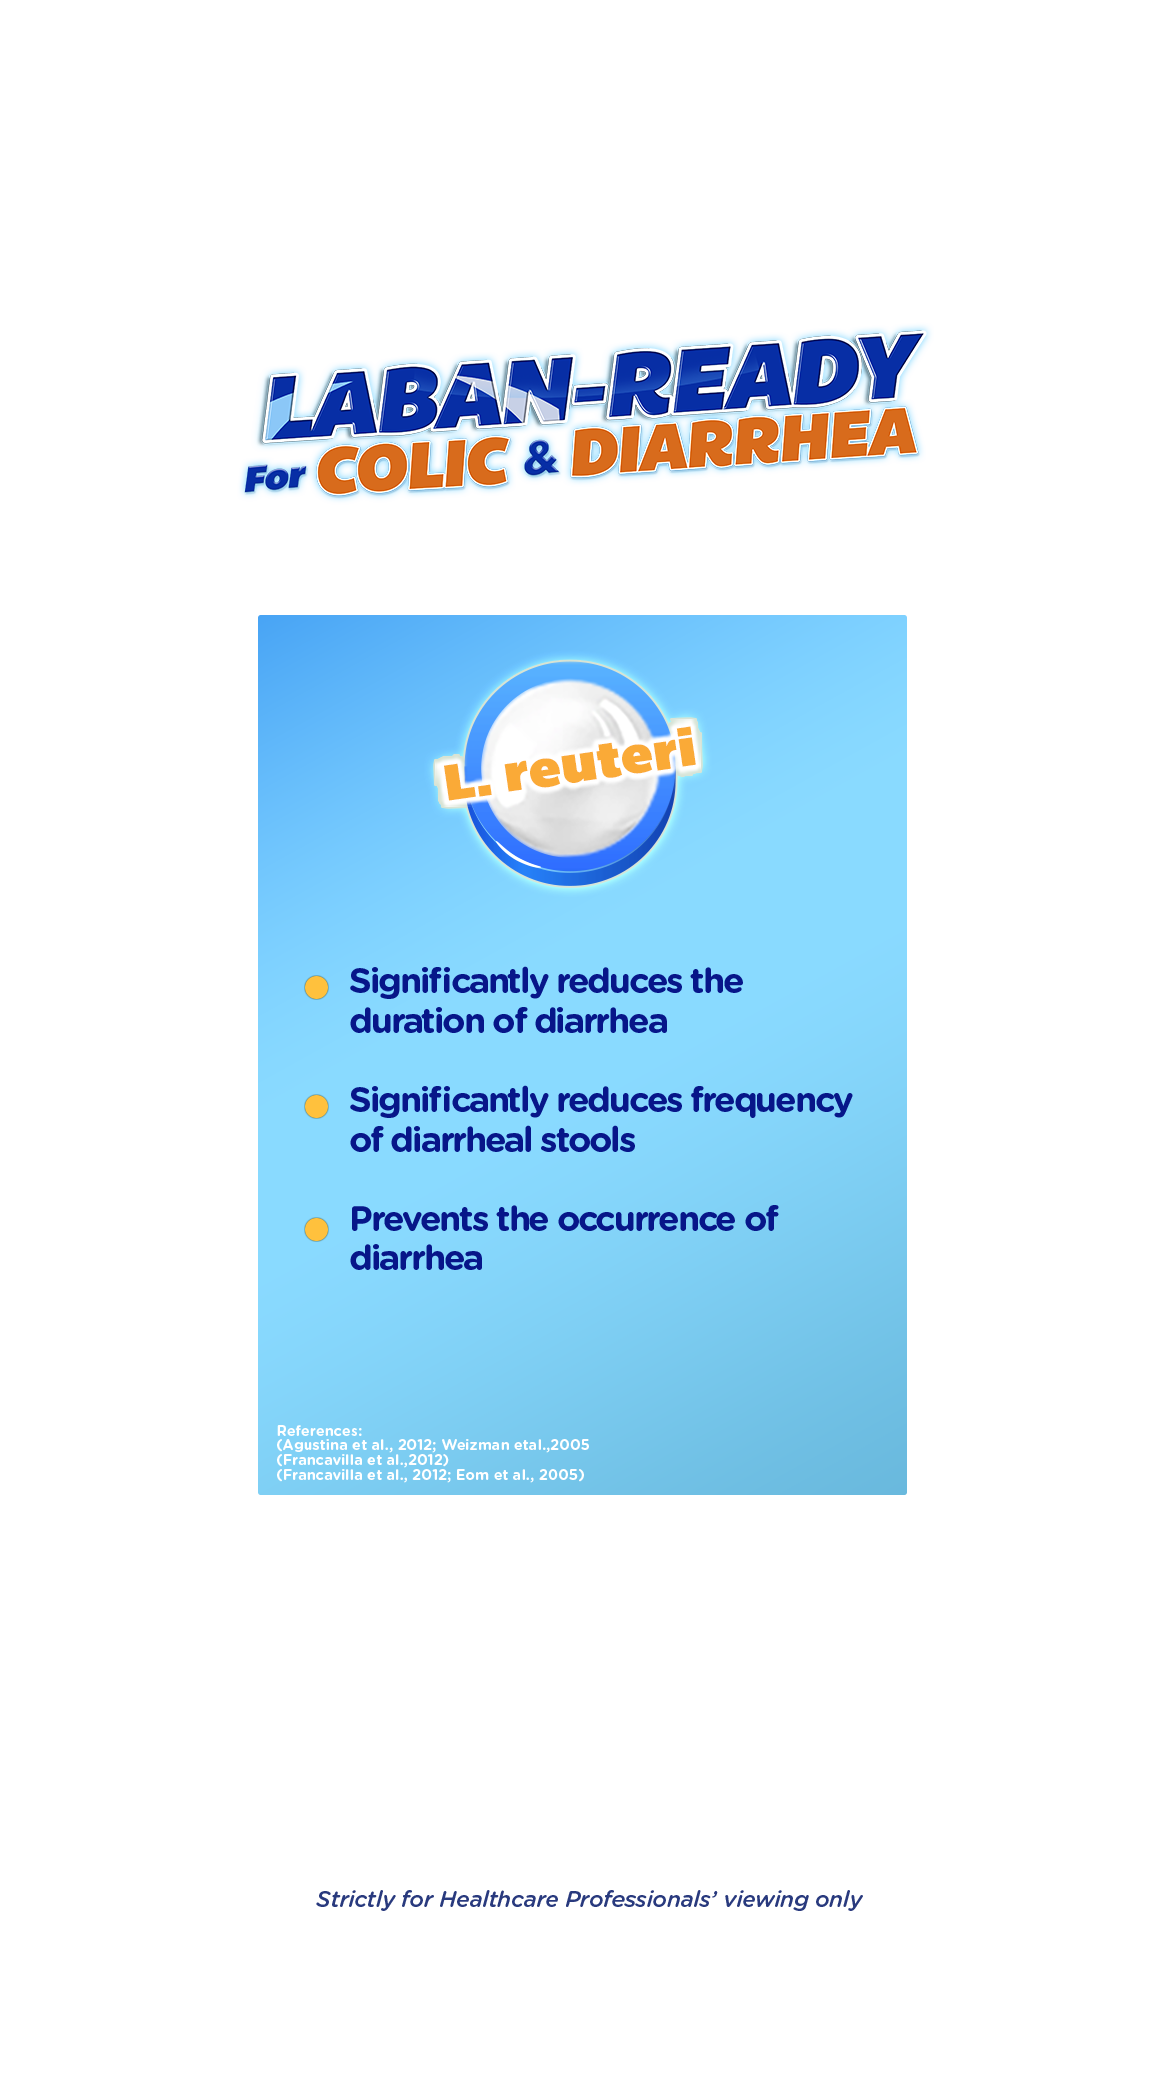 LABAN-READY
For COLIC & DIARRHEA
L. reuteri
Significantly reduces the
duration of diarrhea
Significantly reduces frequency
of diarrheal stools
Prevents the occurrence of
diarrhea
References:
(Agustina et al., 2012; Weizman etal.,2005
(Francavilla et al.,2012)
(Francavilla et al., 2012; Eom et al., 2005)
Strictly for Healthcare Professionals’ viewing only